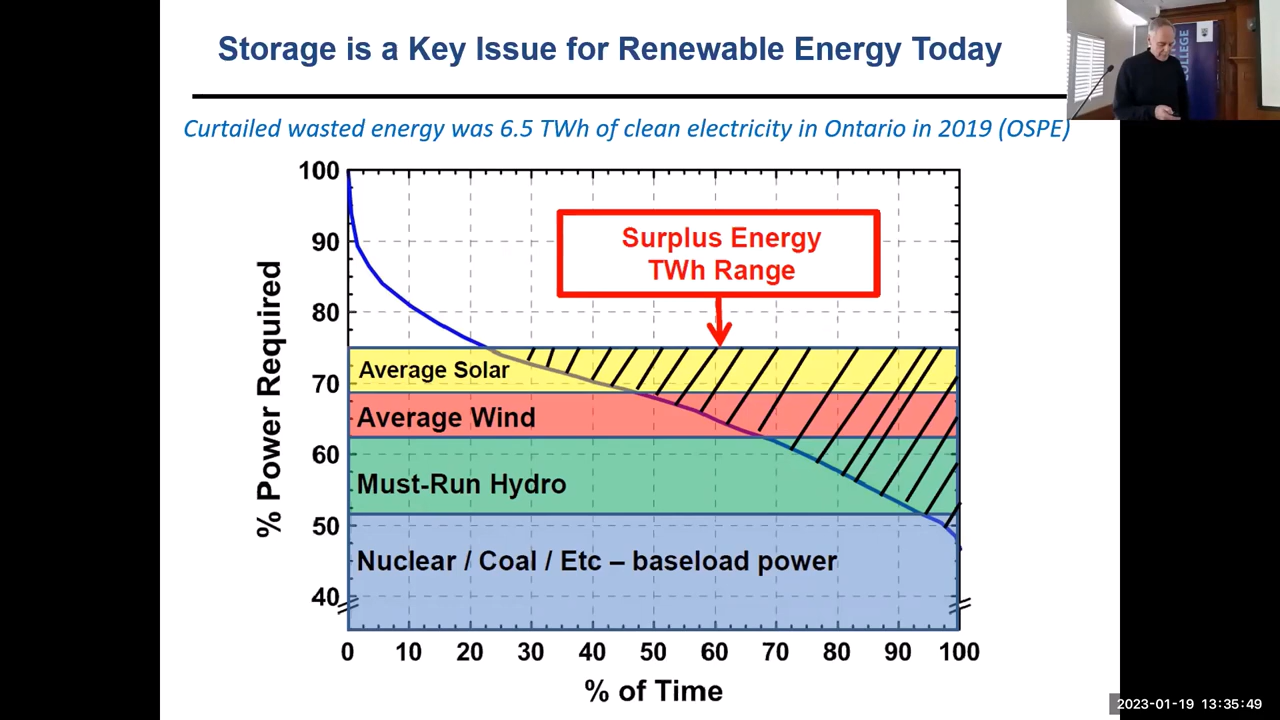 Storage is a Key Issue for Renewable Energy Today
Curtailed wasted energy was 6.5 TWh of clean electricity in Ontario in 2019 (OSPE)
100
90
80
70
60
50
40
% Power Required
Surplus Energy
TWh Range
Average Solar
Average Wind
Must-Run Hydro
Nuclear / Coal / Etc – baseload power
0 10 20 30 40 50 60 70 80 90 100
% of Time
COLLEGE
2023-01-19 13:35:49